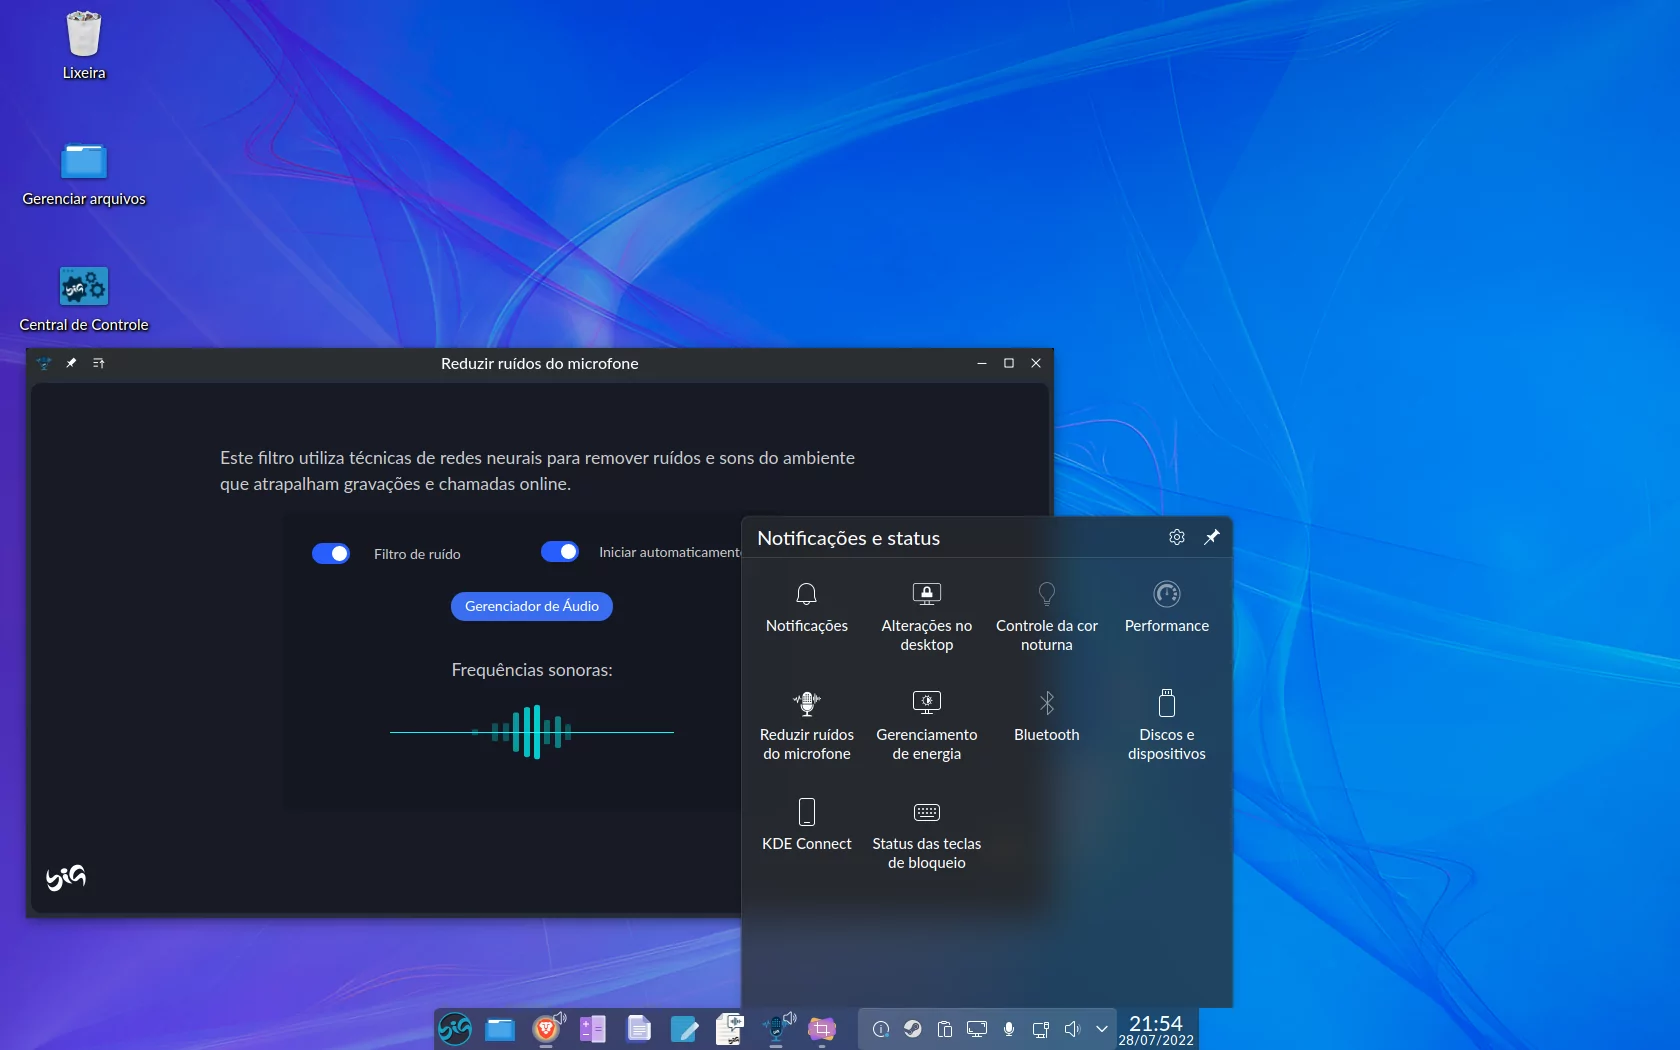 Lixeira
Gerenciar arquivos
Central de Controle
Reduzir ruídos do microfone
Este filtro utiliza técnicas de redes neurais para remover ruídos e sons do ambiente
que atrapalham gravações e chamadas online.
Filtro de ruído
Iniciar automaticamente
Gerenciador de Áudio
Frequências sonoras:
BIG
Notificações e status
Notificações
Alterações no
desktop
Controle da cor
noturna
Performance
Reduzir ruídos
do microfone
Gerenciamento
de energia
Bluetooth
Discos e
dispositivos
KDE Connect
Status das teclas
de bloqueio
21:54
28/07/2022